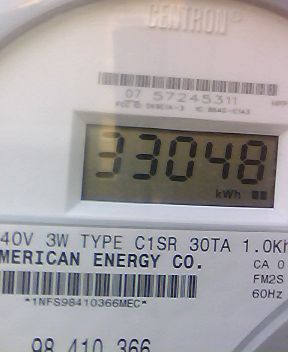 CENTRON®
07 57245311
33048
kWh
40V 3W TYPE C1SR 30TA 1.0Kh
MERICAN ENERGY CO.
CA 0
FM2S
*1NFS98410366MEC*
60Hz
98 410 366